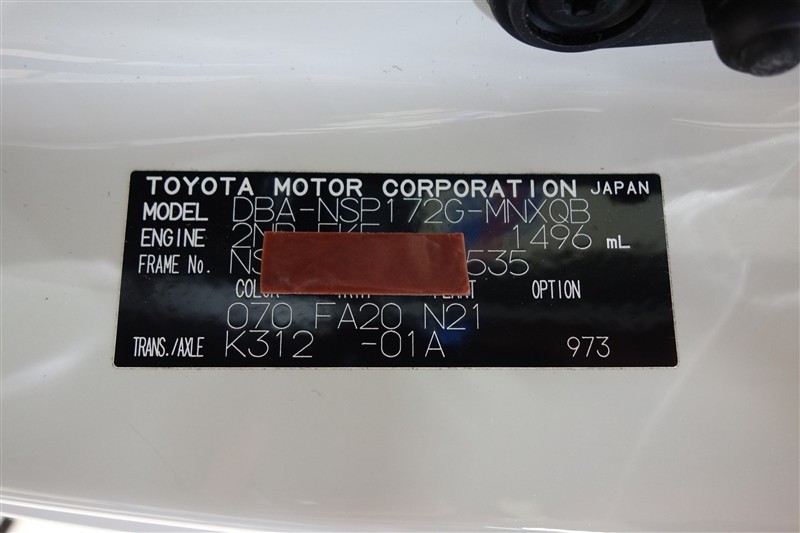 TOYOTA MOTOR CORPORATION JAPAN
MODEL DBA-NSP172G-MNXQB
ENGINE 1496 mL
FRAME No. 535
OPTION
070 FA20 N21
TRANS./AXLE K312 -01A 973